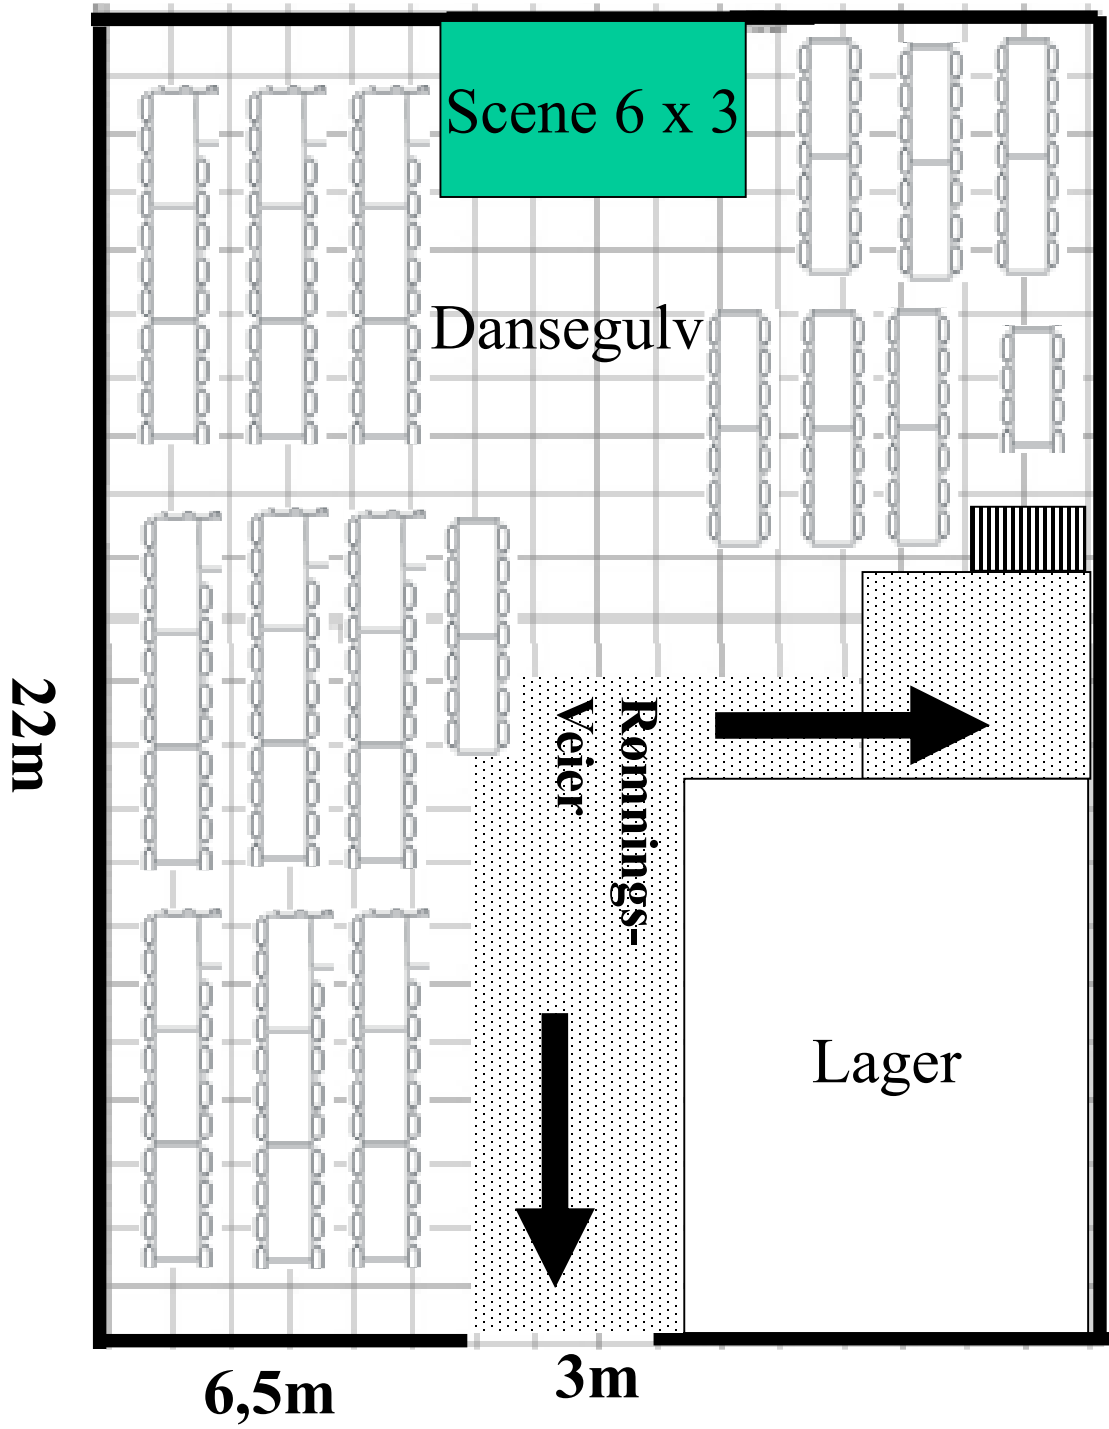 Scene 6 x 3
Dansegulv
Rømnings-
Veier
22m
Lager
6,5m
3m